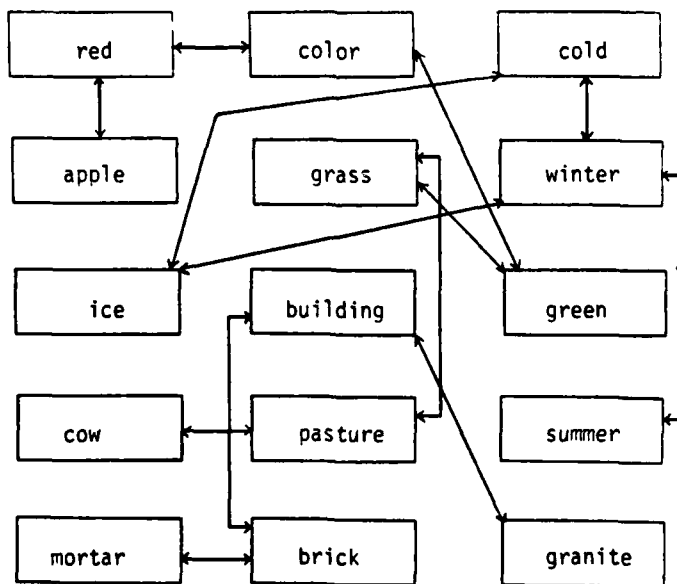 red color cold
apple grass winter
ice building green
cow pasture summer
mortar brick granite